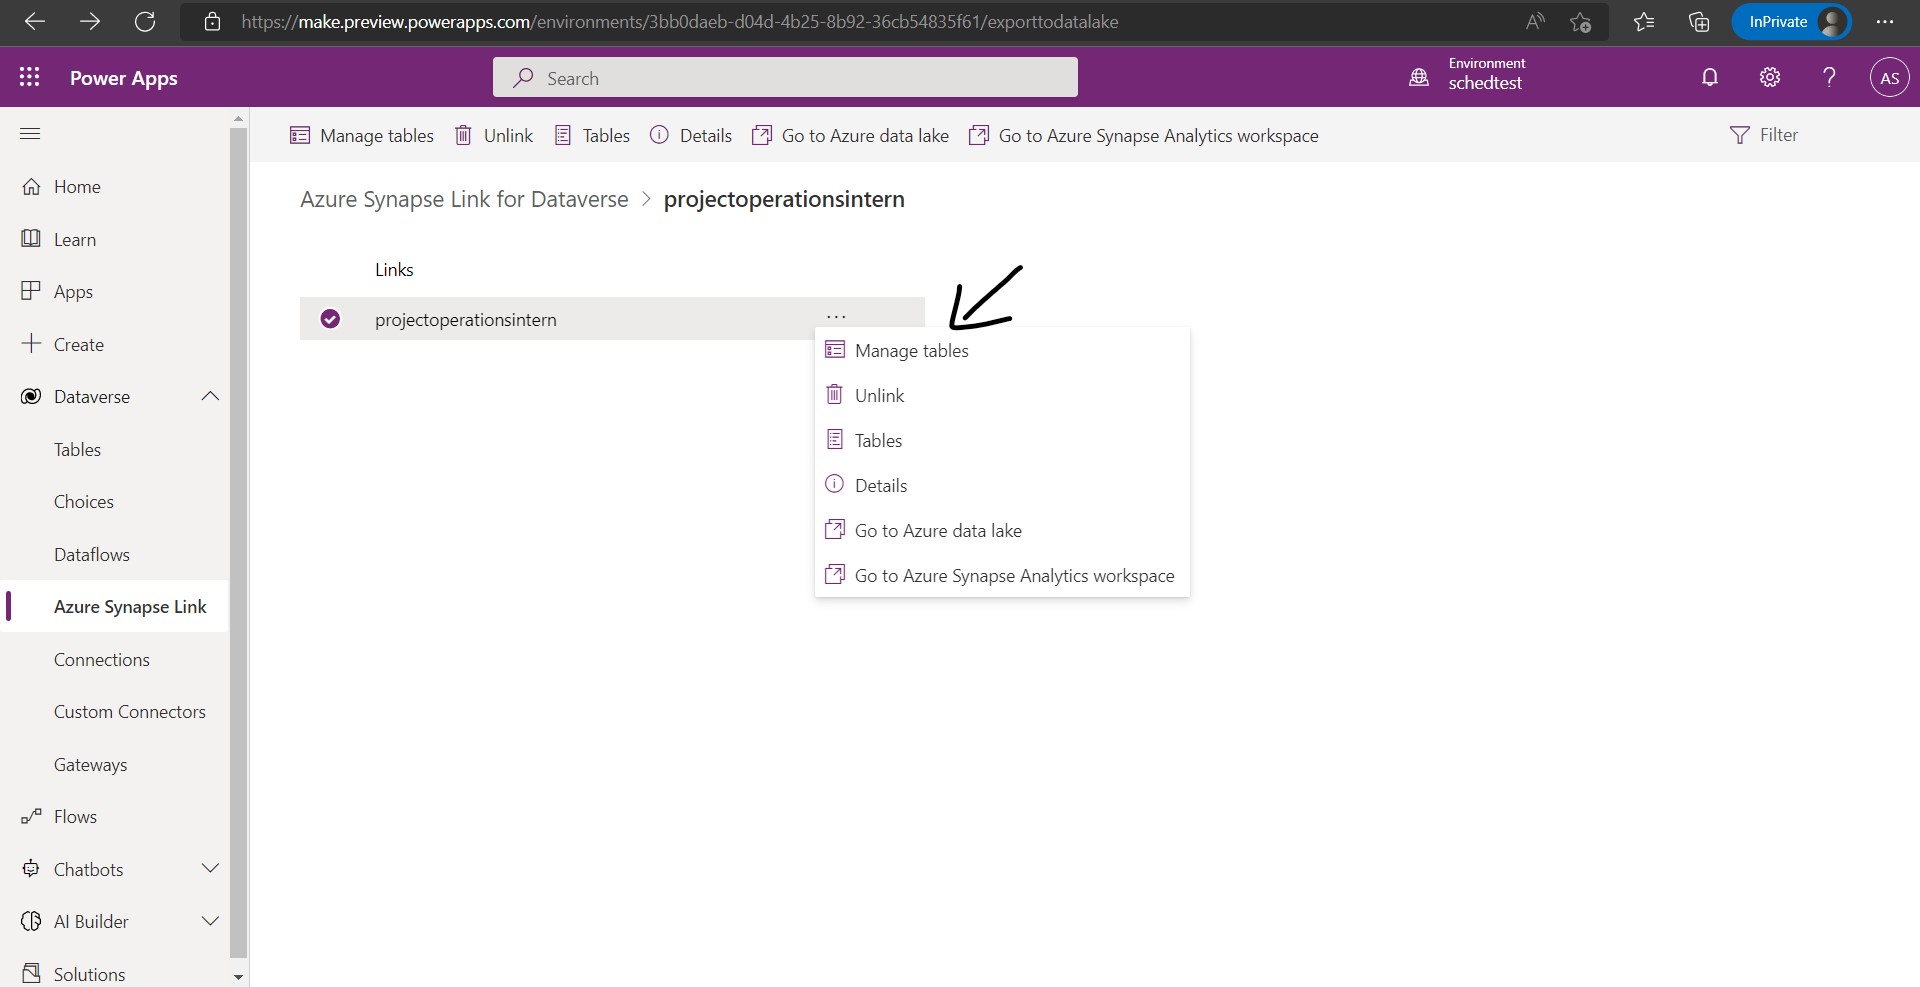 https://make.preview.powerapps.com/environments/3bb0daeb-d04d-4b25-8b92-36cb54835f61/exporttodatalake
InPrivate
Power Apps
Search
Environment
schedtest
AS
Manage tables
Unlink
Tables
Details
Go to Azure data lake
Go to Azure Synapse Analytics workspace
Filter
Home
Learn
Apps
Create
Dataverse
Tables
Choices
Dataflows
Azure Synapse Link
Connections
Custom Connectors
Gateways
Flows
Chatbots
AI Builder
Solutions
Azure Synapse Link for Dataverse > projectoperationsintern
Links
projectoperationsintern
Manage tables
Unlink
Tables
Details
Go to Azure data lake
Go to Azure Synapse Analytics workspace